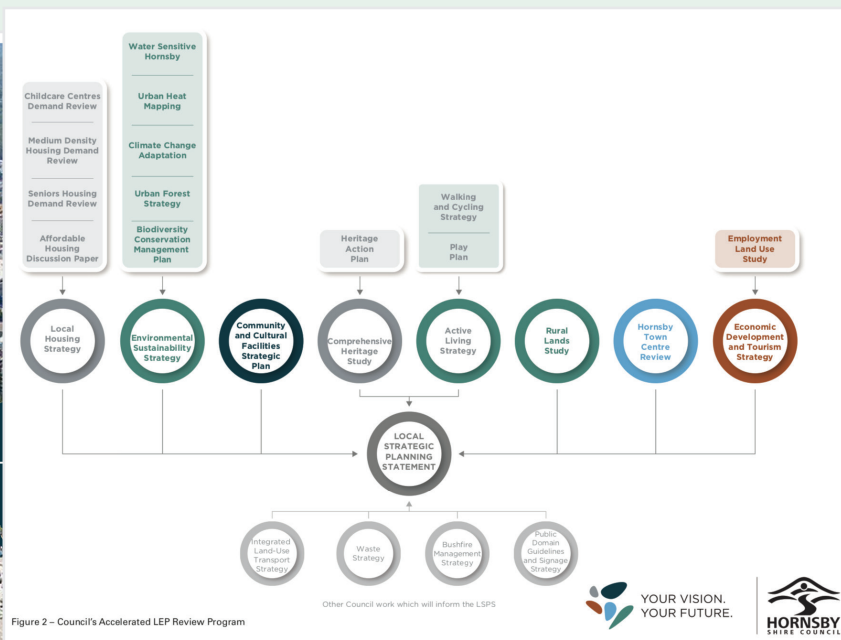 Water Sensitive
Hornsby
Urban Heat
Mapping
Climate Change
Adaptation
Urban Forest
Strategy
Biodiversity
Conservation
Management
Plan
Childcare Centres
Demand Review
Medium Density
Housing Demand
Review
Seniors Housing
Demand Review
Affordable
Housing
Discussion Paper
Heritage
Action
Plan
Walking
and Cycling
Strategy
Play
Plan
Employment
Land Use
Study
Local
Housing
Strategy
Environmental
Sustainability
Strategy
Community
and Cultural
Facilities
Strategic
Plan
Comprehensive
Heritage
Study
Active
Living
Strategy
Rural
Lands
Study
Hornsby
Town
Centre
Review
Economic
Development
and Tourism
Strategy
LOCAL
STRATEGIC
PLANNING
STATEMENT
Integrated
Land-Use
Transport
Strategy
Waste
Strategy
Bushfire
Management
Strategy
Public
Domain
Guidelines
and Signage
Strategy
Other Council work which will inform the LSPS
Figure 2 – Council's Accelerated LEP Review Program
YOUR VISION.
YOUR FUTURE.
HORNSBY
SHIRE COUNCIL